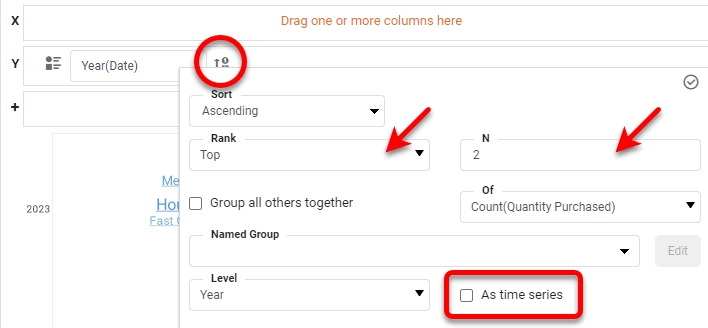 X
Drag one or more columns here
Y
Year(Date)
Sort
Ascending
+
Rank
N
Top
2
Group all others together
Of
2023
Count(Quantity Purchased)
Me
Hou
Fast
Named Group
Edit
Level
Year
As time series